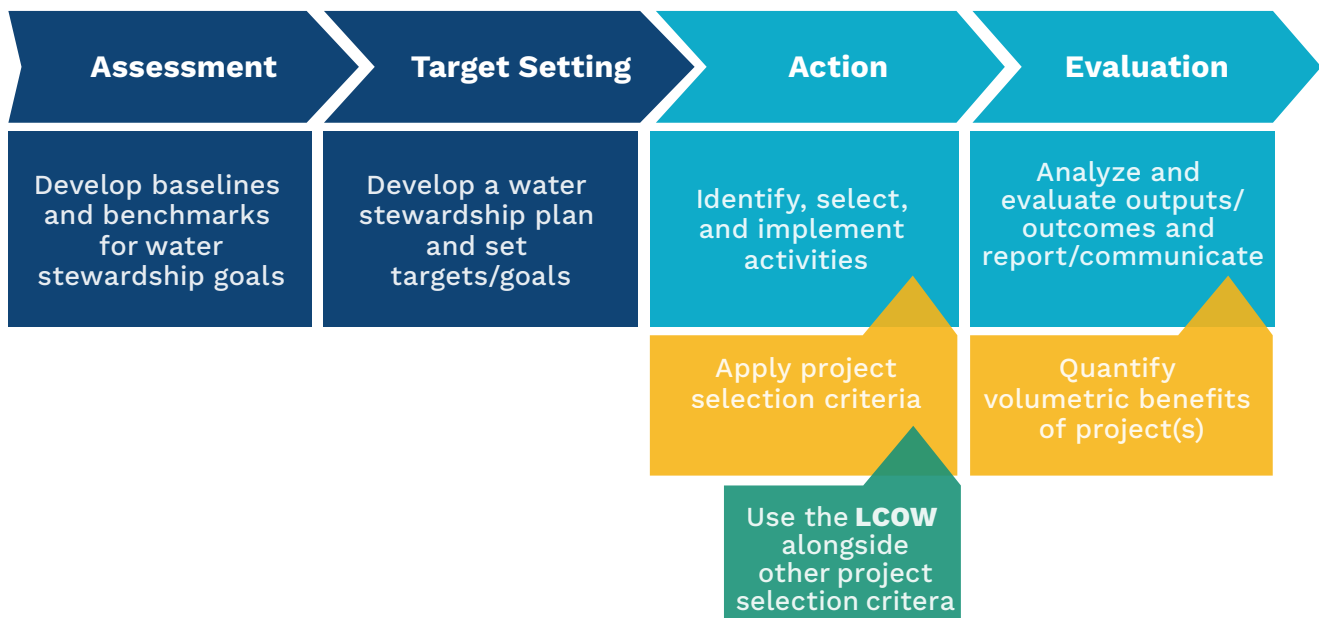 Assessment
Target Setting
Action
Evaluation
Develop baselines
and benchmarks
for water
stewardship goals
Develop a water
stewardship plan
and set
targets/goals
Identify, select,
and implement
activities
Analyze and
evaluate outputs/
outcomes and
report/communicate
Apply project
selection criteria
Quantify
volumetric benefits
of project(s)
Use the LCOW
alongside
other project
selection critera